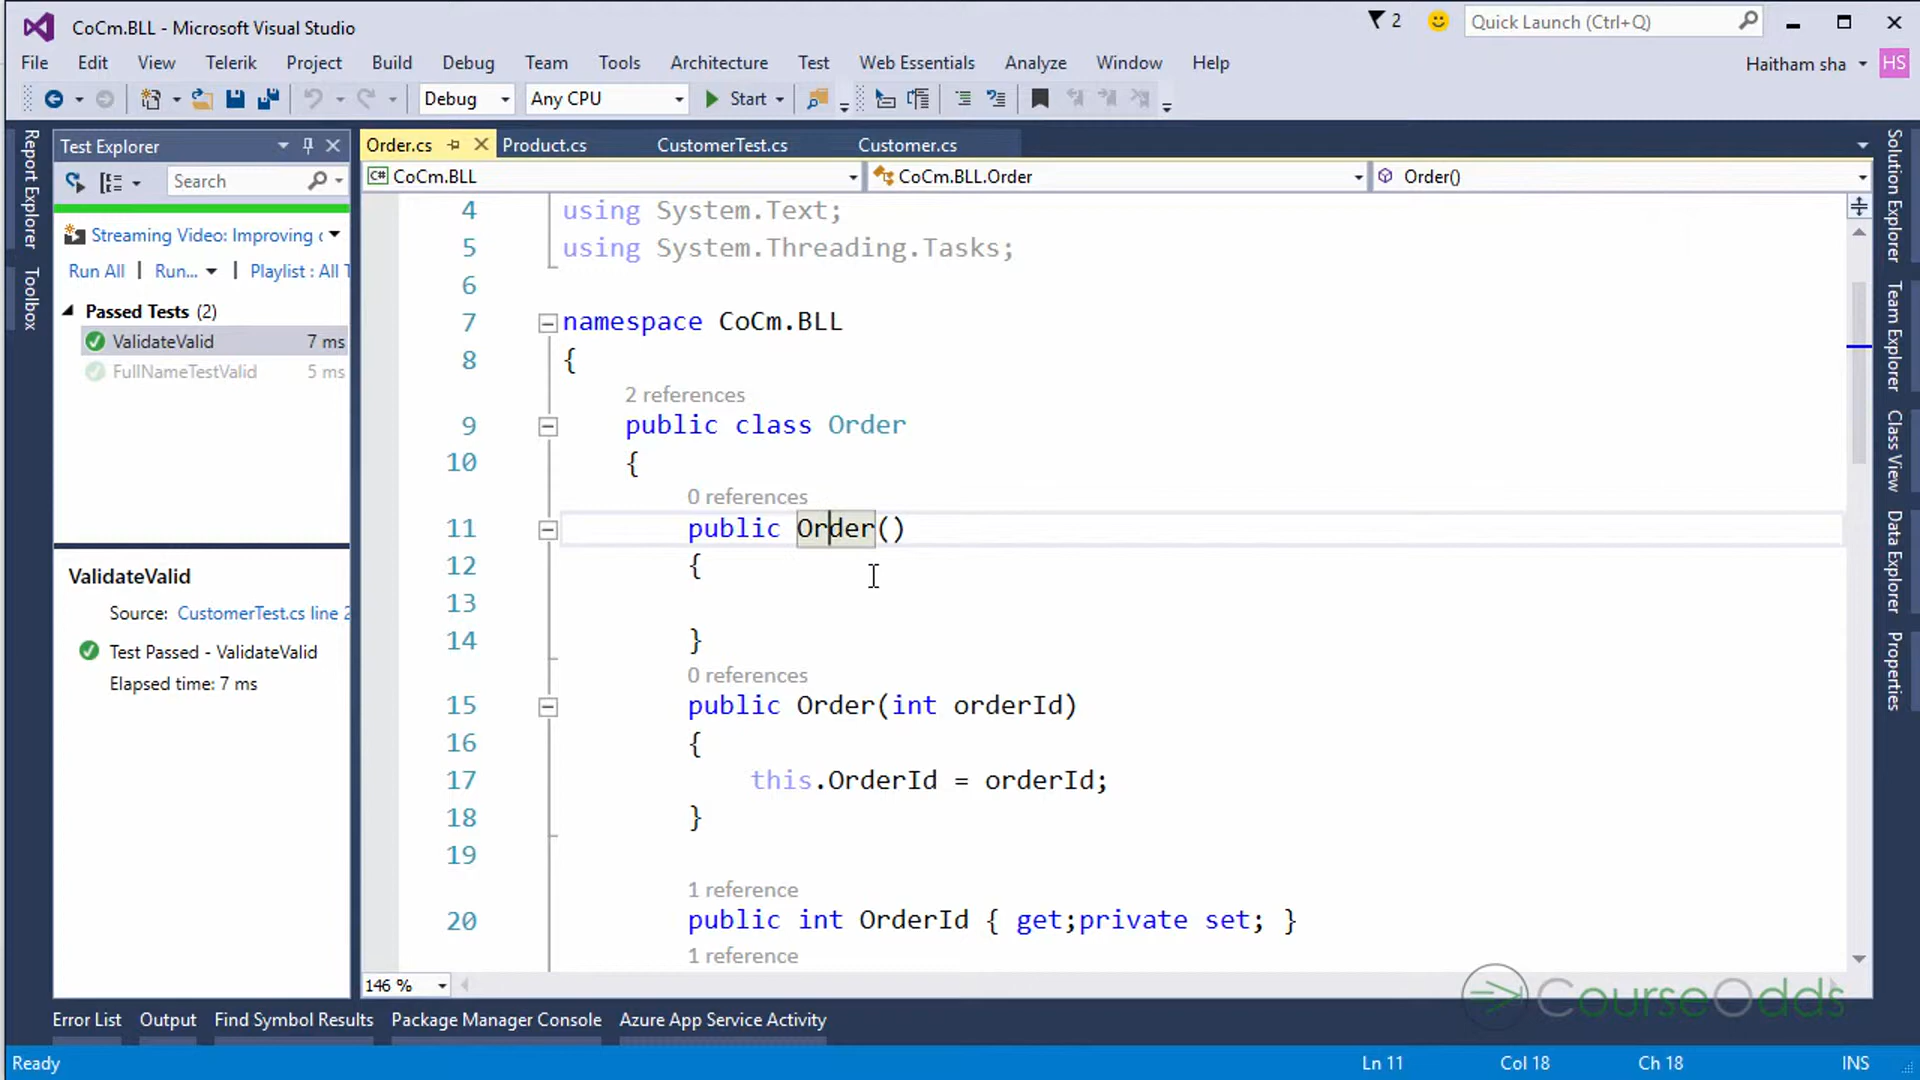 CoCm.BLL - Microsoft Visual Studio
2
Quick Launch (Ctrl+Q)
File Edit View Telerik Project Build Debug Team Tools Architecture Test Web Essentials Analyze Window Help
Haitham sha
HS
Debug Any CPU Start
Report Explorer
Toolbox
Test Explorer
Search
Streaming Video: Improving
Run All | Run... | Playlist : All T
Passed Tests (2)
ValidateValid 7 ms
FullNameTestValid 5 ms
ValidateValid
Source: CustomerTest.cs line 2
Test Passed - ValidateValid
Elapsed time: 7 ms
Order.cs Product.cs CustomerTest.cs Customer.cs
C# CoCm.BLL CoCm.BLL.Order Order()
4 using System.Text;
5 using System.Threading.Tasks;
6
7 namespace CoCm.BLL
8 {
2 references
9 public class Order
10 {
0 references
11 public Order()
12 {
13
14 }
0 references
15 public Order(int orderId)
16 {
17 this.OrderId = orderId;
18 }
19
1 reference
20 public int OrderId { get;private set; }
1 reference
146 %
Solution Explorer
Team Explorer
Class View
Data Explorer
Properties
CourseOdds
Error List Output Find Symbol Results Package Manager Console Azure App Service Activity
Ready Ln 11 Col 18 Ch 18 INS